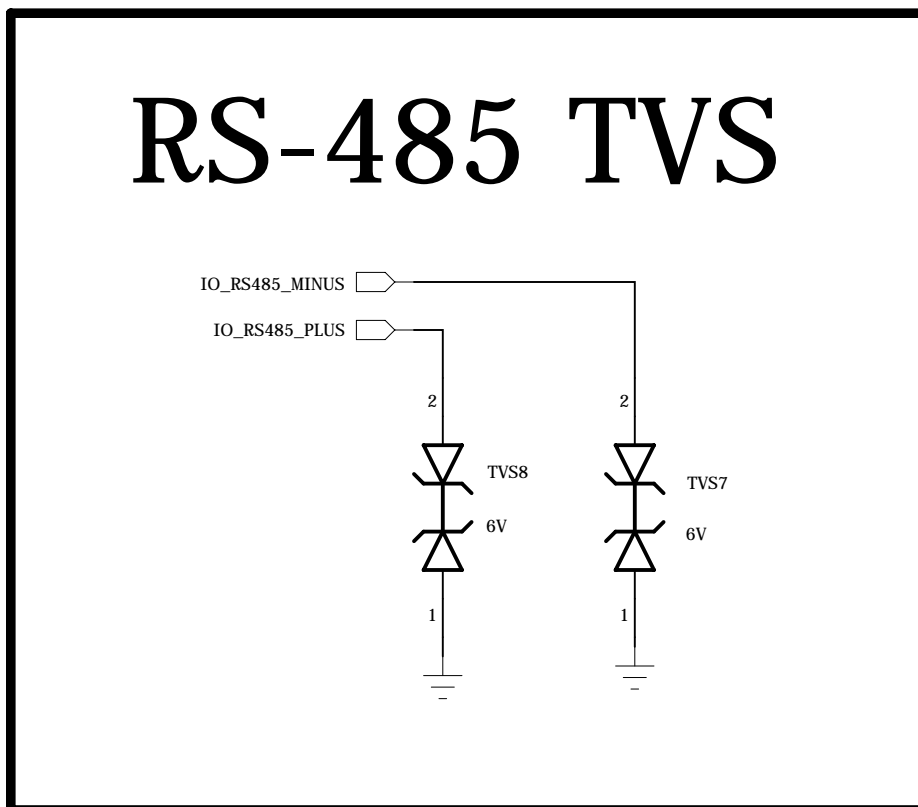 RS-485 TVS
IO_RS485_MINUS
IO_RS485_PLUS
2
2
TVS8
TVS7
6V
6V
1
1